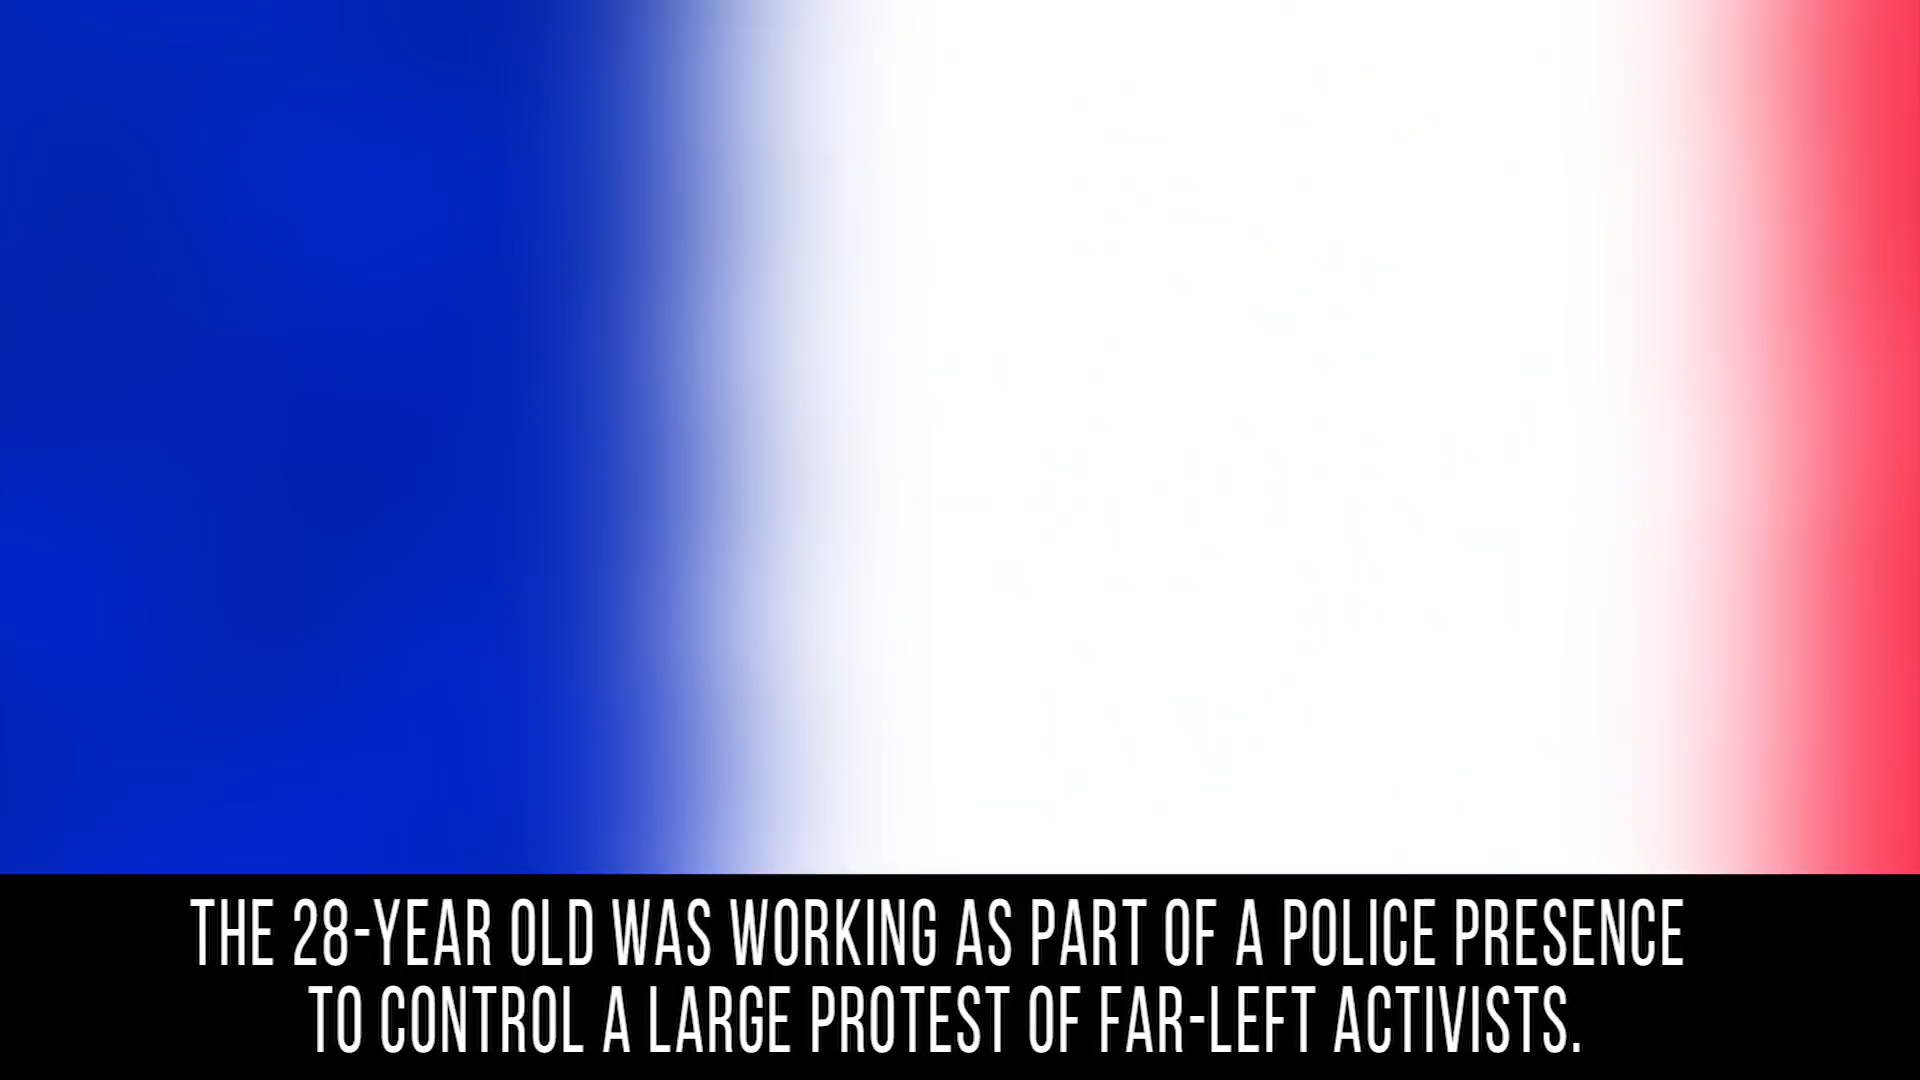 THE 28-YEAR OLD WAS WORKING AS PART OF A POLICE PRESENCE
TO CONTROL A LARGE PROTEST OF FAR-LEFT ACTIVISTS.